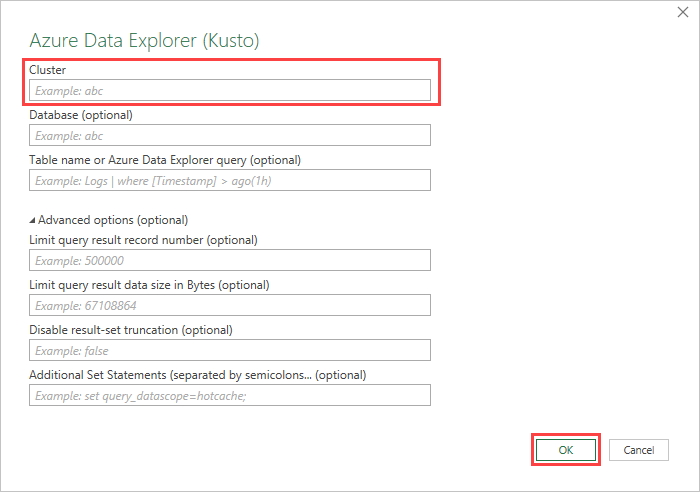 Azure Data Explorer (Kusto)
Cluster
Example: abc
Database (optional)
Example: abc
Table name or Azure Data Explorer query (optional)
Example: Logs | where [Timestamp] > ago(1h)
Advanced options (optional)
Limit query result record number (optional)
Example: 500000
Limit query result data size in Bytes (optional)
Example: 67108864
Disable result-set truncation (optional)
Example: false
Additional Set Statements (separated by semicolons... (optional)
Example: set query_datascope=hotcache;
OK Cancel